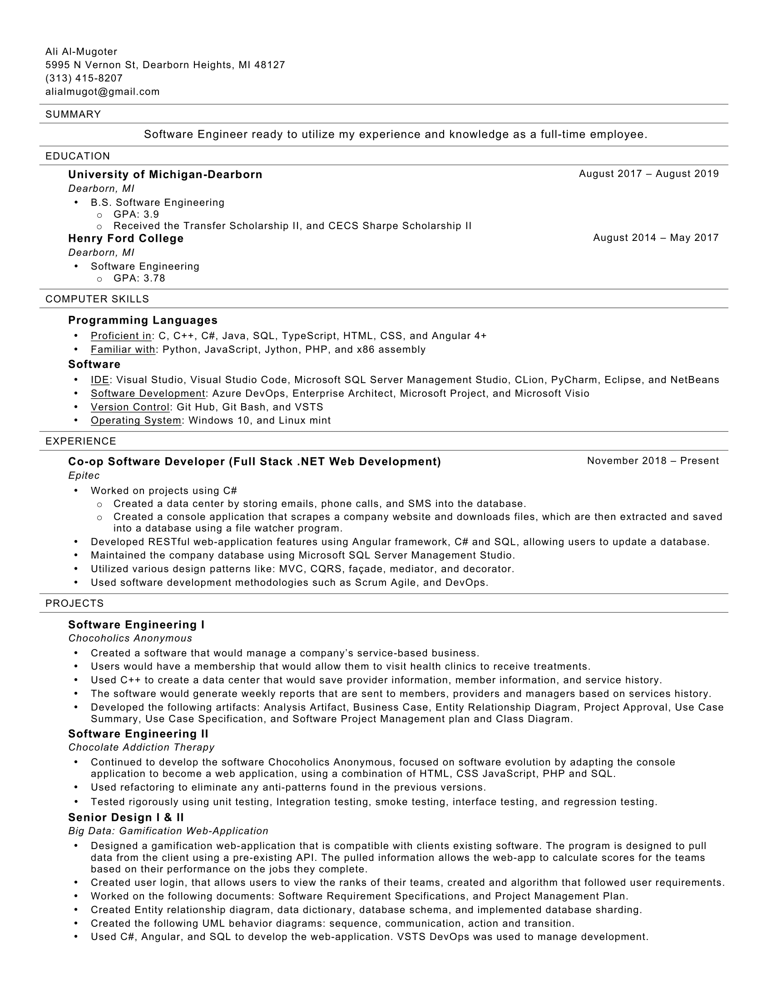 Ali Al-Mugoter
5995 N Vernon St, Dearborn Heights, MI 48127
(313) 415-8207
alialmugot@gmail.com
SUMMARY
Software Engineer ready to utilize my experience and knowledge as a full-time employee.
EDUCATION
University of Michigan-Dearborn August 2017 – August 2019
Dearborn, MI
• B.S. Software Engineering
o GPA: 3.9
o Received the Transfer Scholarship II, and CECS Sharpe Scholarship II
Henry Ford College August 2014 – May 2017
Dearborn, MI
• Software Engineering
o GPA: 3.78
COMPUTER SKILLS
Programming Languages
• Proficient in: C, C++, C#, Java, SQL, TypeScript, HTML, CSS, and Angular 4+
• Familiar with: Python, JavaScript, Jython, PHP, and x86 assembly
Software
• IDE: Visual Studio, Visual Studio Code, Microsoft SQL Server Management Studio, CLion, PyCharm, Eclipse, and NetBeans
• Software Development: Azure DevOps, Enterprise Architect, Microsoft Project, and Microsoft Visio
• Version Control: Git Hub, Git Bash, and VSTS
• Operating System: Windows 10, and Linux mint
EXPERIENCE
Co-op Software Developer (Full Stack .NET Web Development) November 2018 – Present
Epitec
• Worked on projects using C#
o Created a data center by storing emails, phone calls, and SMS into the database.
o Created a console application that scrapes a company website and downloads files, which are then extracted and saved
into a database using a file watcher program.
• Developed RESTful web-application features using Angular framework, C# and SQL, allowing users to update a database.
• Maintained the company database using Microsoft SQL Server Management Studio.
• Utilized various design patterns like: MVC, CQRS, façade, mediator, and decorator.
• Used software development methodologies such as Scrum Agile, and DevOps.
PROJECTS
Software Engineering I
Chocoholics Anonymous
• Created a software that would manage a company’s service-based business.
• Users would have a membership that would allow them to visit health clinics to receive treatments.
• Used C++ to create a data center that would save provider information, member information, and service history.
• The software would generate weekly reports that are sent to members, providers and managers based on services history.
• Developed the following artifacts: Analysis Artifact, Business Case, Entity Relationship Diagram, Project Approval, Use Case
Summary, Use Case Specification, and Software Project Management plan and Class Diagram.
Software Engineering II
Chocolate Addiction Therapy
• Continued to develop the software Chocoholics Anonymous, focused on software evolution by adapting the console
application to become a web application, using a combination of HTML, CSS JavaScript, PHP and SQL.
• Used refactoring to eliminate any anti-patterns found in the previous versions.
• Tested rigorously using unit testing, Integration testing, smoke testing, interface testing, and regression testing.
Senior Design I & II
Big Data: Gamification Web-Application
• Designed a gamification web-application that is compatible with clients existing software. The program is designed to pull
data from the client using a pre-existing API. The pulled information allows the web-app to calculate scores for the teams
based on their performance on the jobs they complete.
• Created user login, that allows users to view the ranks of their teams, created and algorithm that followed user requirements.
• Worked on the following documents: Software Requirement Specifications, and Project Management Plan.
• Created Entity relationship diagram, data dictionary, database schema, and implemented database sharding.
• Created the following UML behavior diagrams: sequence, communication, action and transition.
• Used C#, Angular, and SQL to develop the web-application. VSTS DevOps was used to manage development.